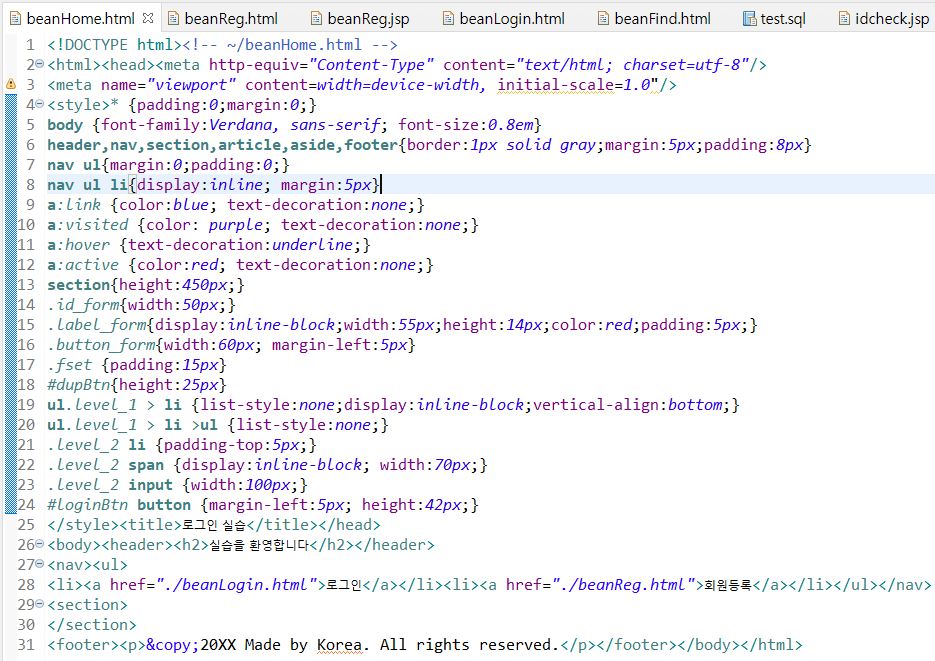 beanHome.html beanReg.html beanReg.jsp beanLogin.html beanFind.html test.sql idcheck.jsp
1 <!DOCTYPE html><!-- ~/beanHome.html -->
2 <html><head><meta http-equiv="Content-Type" content="text/html; charset=utf-8"/>
3 <meta name="viewport" content=width=device-width, initial-scale=1.0"/>
4 <style>* {padding:0;margin:0;}
5 body {font-family:Verdana, sans-serif; font-size:0.8em}
6 header,nav,section,article,aside,footer{border:1px solid gray;margin:5px;padding:8px}
7 nav ul{margin:0;padding:0;}
8 nav ul li{display:inline; margin:5px}
9 a:link {color:blue; text-decoration:none;}
10 a:visited {color: purple; text-decoration:none;}
11 a:hover {text-decoration:underline;}
12 a:active {color:red; text-decoration:none;}
13 section{height:450px;}
14 .id_form{width:50px;}
15 .label_form{display:inline-block;width:55px;height:14px;color:red;padding:5px;}
16 .button_form{width:60px; margin-left:5px}
17 .fset {padding:15px}
18 #dupBtn{height:25px}
19 ul.level_1 > li {list-style:none;display:inline-block;vertical-align:bottom;}
20 ul.level_1 > li >ul {list-style:none;}
21 .level_2 li {padding-top:5px;}
22 .level_2 span {display:inline-block; width:70px;}
23 .level_2 input {width:100px;}
24 #loginBtn button {margin-left:5px; height:42px;}
25 </style><title>로그인 실습</title></head>
26 <body><header><h2>실습을 환영합니다</h2></header>
27 <nav><ul>
28 <li><a href="./beanLogin.html">로그인</a></li><li><a href="./beanReg.html">회원등록</a></li></ul></nav>
29 <section>
30 </section>
31 <footer><p>&copy;20XX Made by Korea. All rights reserved.</p></footer></body></html>